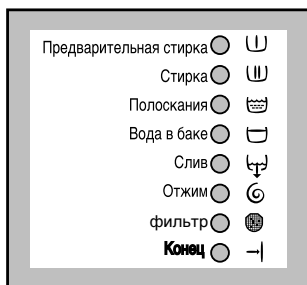 Предварительная стирка
Стирка
Полоскания
Вода в баке
Слив
Отжим
фильтр
Конец